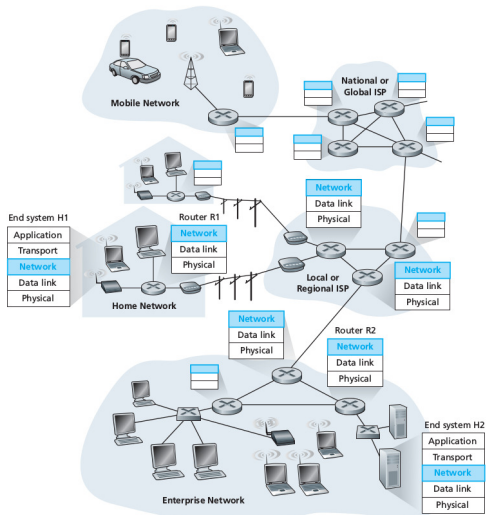 Mobile Network
National or
Global ISP
Network
Data link
Physical
End system H1
Application
Transport
Network
Data link
Physical
Router R1
Network
Data link
Physical
Home Network
Local or
Regional ISP
Network
Data link
Physical
Network
Data link
Physical
Router R2
Network
Data link
Physical
End system H2
Application
Transport
Network
Data link
Physical
Enterprise Network